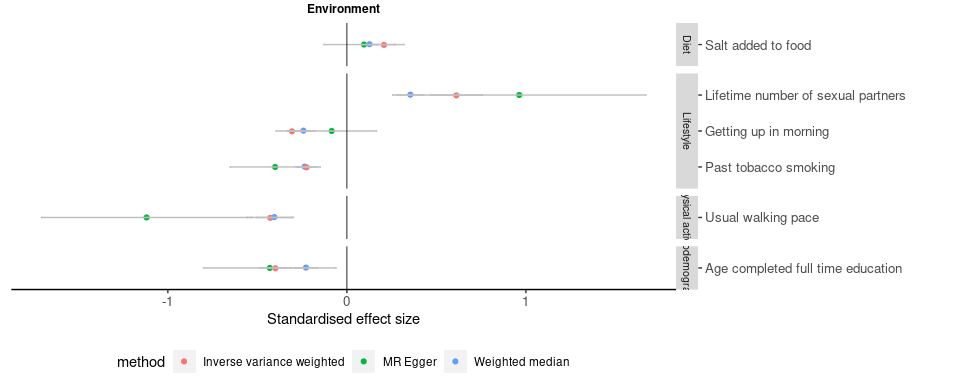 Environment
Diet
Salt added to food
Lifestyle
Lifetime number of sexual partners
Getting up in morning
Past tobacco smoking
Usual walking pace
Age completed full time education
-1 0 1
Standardised effect size
method Inverse variance weighted MR Egger Weighted median